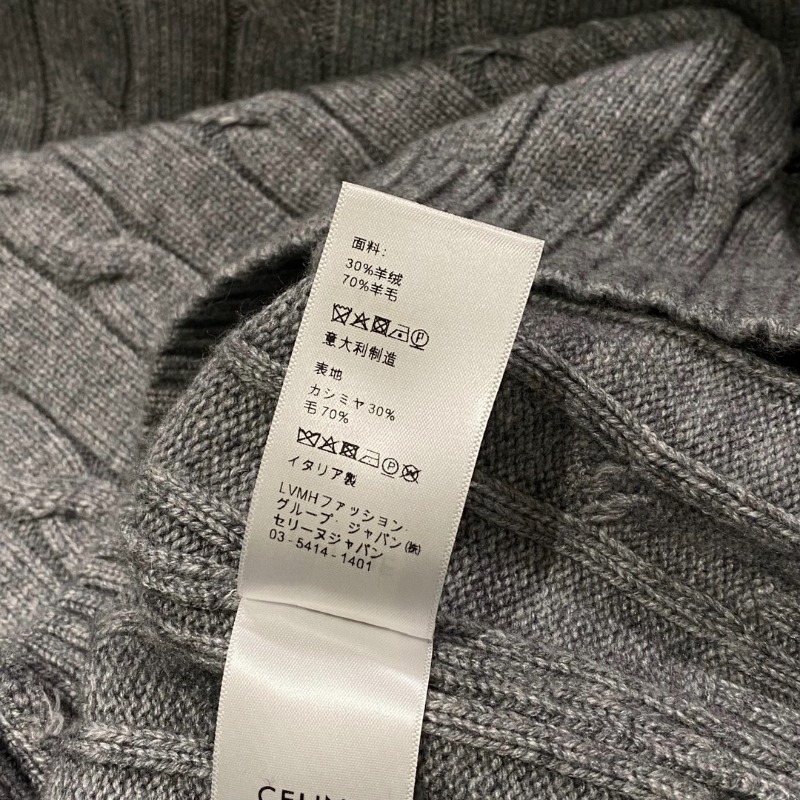 面料:
30%羊绒
70%羊毛
意大利制造
表地
カシミヤ 30%
毛 70%
イタリア製
LVMHファッション.
グループ. ジャパン(株)
セリーヌジャパン
03-5414-1401